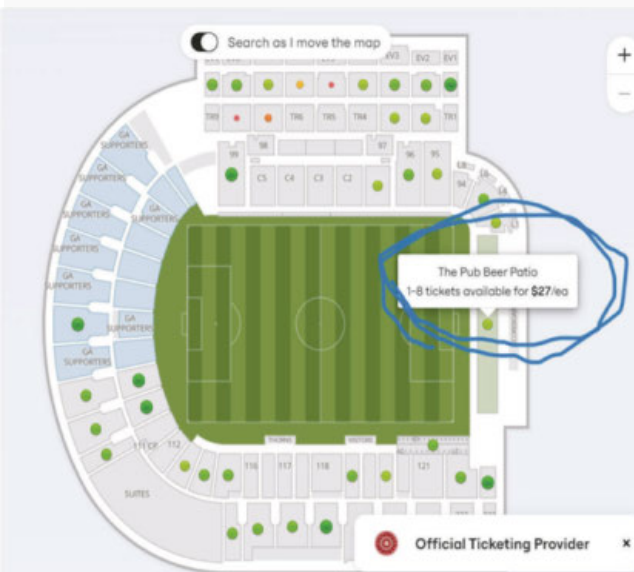 Search as I move the map
+
−
EV3 EV2 EV1
TR9 TR6 TR5 TR4 TR1
98 97
99 96 95
C5 C4 C3 C2 94
GA
SUPPORTERS
GA
SUPPORTERS
GA
SUPPORTERS
GA
SUPPORTERS
GA
SUPPORTERS
GA
SUPPORTERS
GA
SUPPORTERS
GA
SUPPORTERS
The Pub Beer Patio
1-8 tickets available for $27/ea
111 CP 112
THORNS VISITORS
116 117 118 121
SUITES
Official Ticketing Provider ×